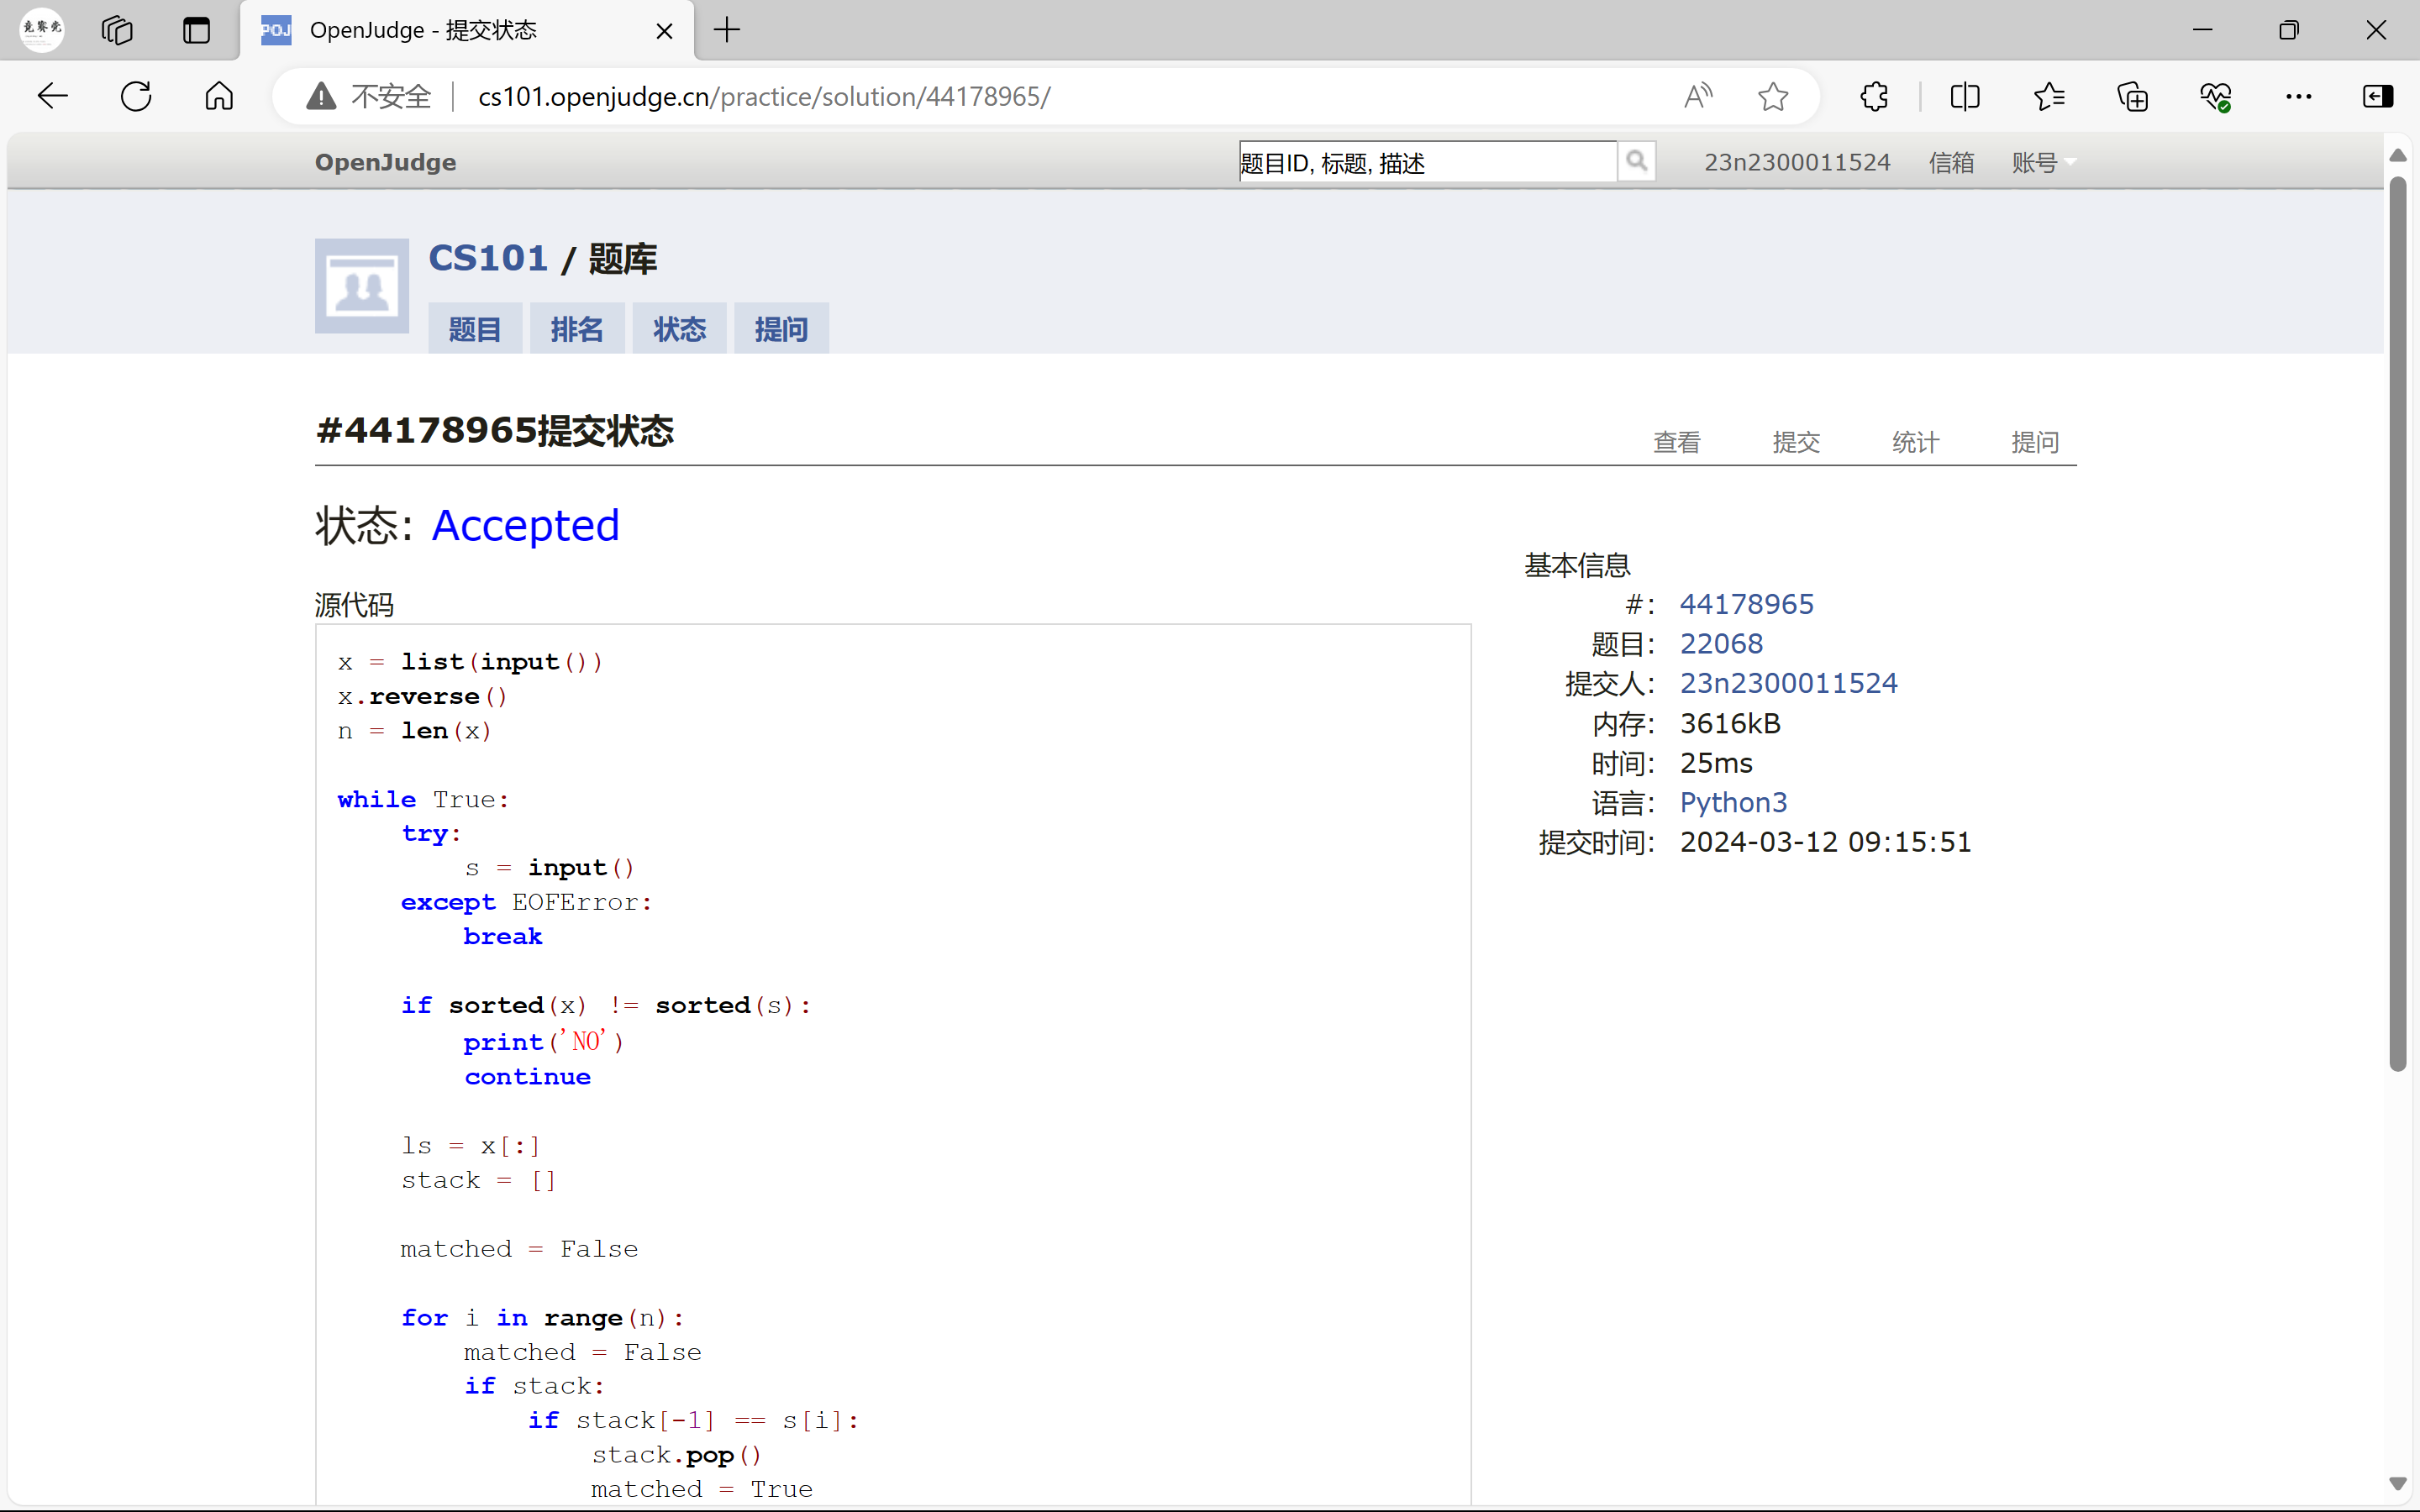 OpenJudge - 提交状态
不安全 cs101.openjudge.cn/practice/solution/44178965/
OpenJudge
题目ID, 标题, 描述
23n2300011524 信箱 账号
CS101 / 题库
题目 排名 状态 提问
#44178965提交状态
查看 提交 统计 提问
状态: Accepted
源代码
x = list(input())
x.reverse()
n = len(x)
while True:
    try:
        s = input()
    except EOFError:
        break
    if sorted(x) != sorted(s):
        print('NO')
        continue
    ls = x[:]
    stack = []
    matched = False
    for i in range(n):
        matched = False
        if stack:
            if stack[-1] == s[i]:
                stack.pop()
                matched = True
基本信息
#: 44178965
题目: 22068
提交人: 23n2300011524
内存: 3616kB
时间: 25ms
语言: Python3
提交时间: 2024-03-12 09:15:51